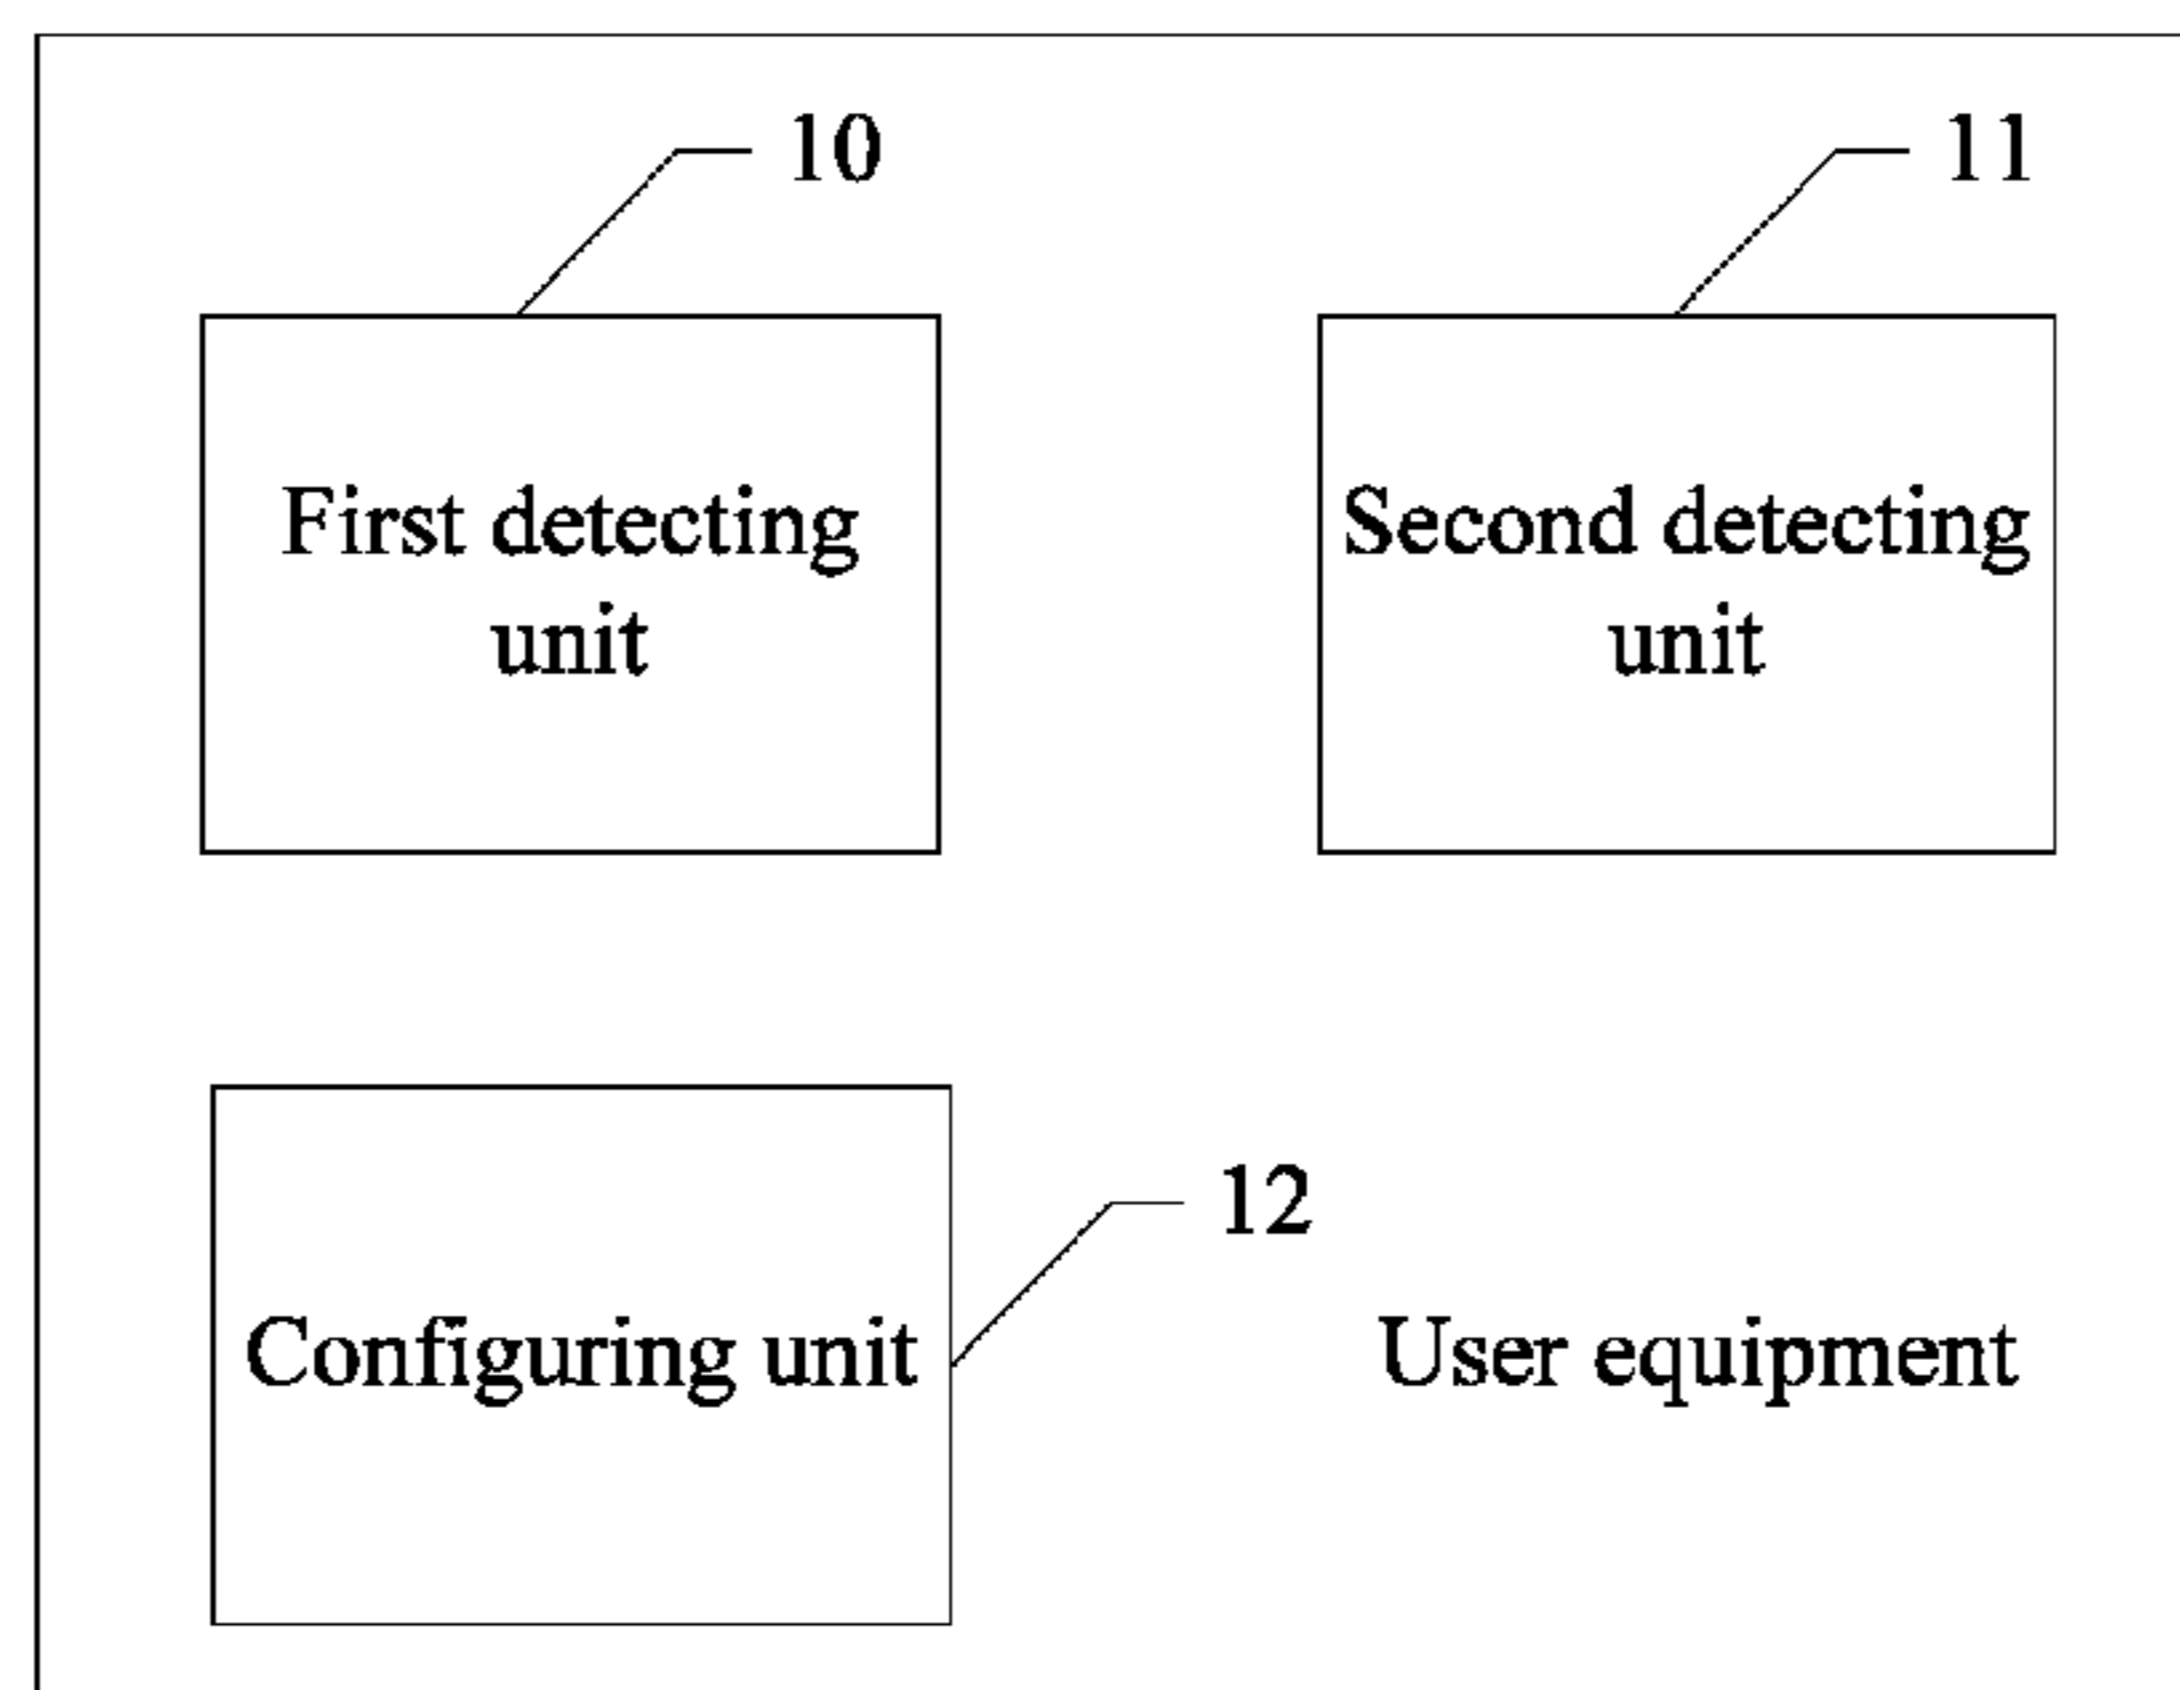 10
11
First detecting
unit
Second detecting
unit
12
Configuring unit
User equipment